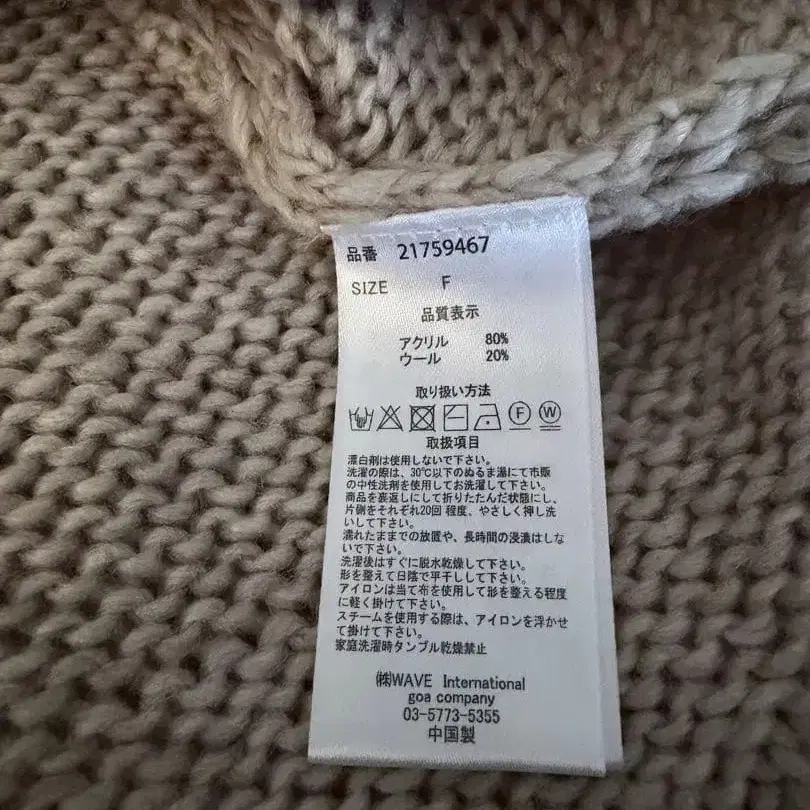 品番 21759467
SIZE F
品質表示
アクリル 80%
ウール 20%
取り扱い方法
F W
取扱項目
漂白剤は使用しないで下さい。
洗濯の際は、30℃以下のぬるま湯にて市販
の中性洗剤を使用してお洗濯して下さい。
商品を裏返しにして折りたたんだ状態にし、
片側をそれぞれ20回 程度、やさしく押し洗
いして下さい。
濡れたままでの放置や、長時間の浸漬はしな
いで下さい。
洗濯後はすぐに脱水乾燥して下さい。
形を整えて日陰で平干しして下さい。
アイロンは当て布を使用して形を整える程度
に軽く掛けて下さい。
スチームを使用する際は、アイロンを浮かせ
て掛けて下さい。
家庭洗濯時タンブル乾燥禁止
㈱WAVE International
goa company
03-5773-5355
中国製